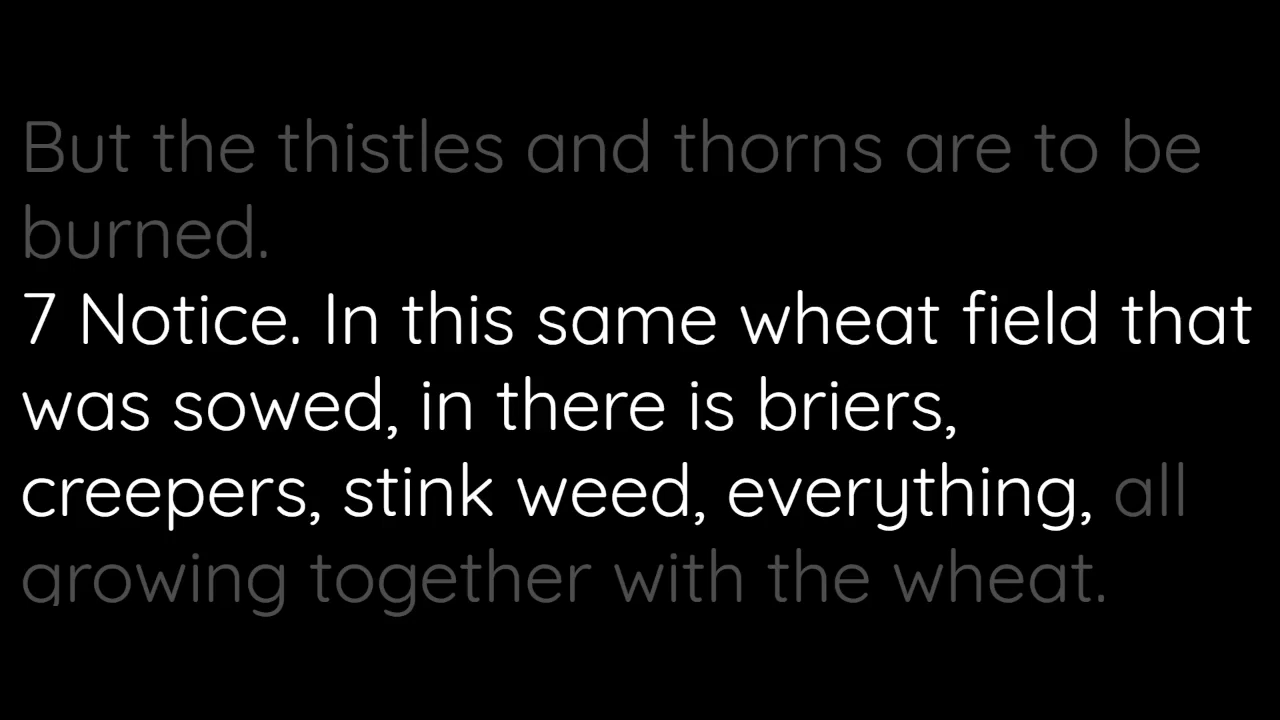 But the thistles and thorns are to be
burned.
7 Notice. In this same wheat field that
was sowed, in there is briers,
creepers, stink weed, everything, all
growing together with the wheat.